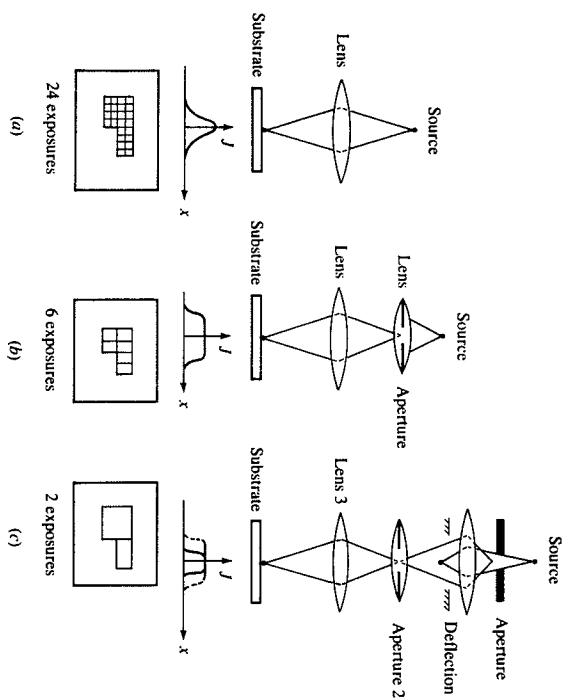 Source
Lens
Substrate
J
x
24 exposures
(a)
Source
Lens
Aperture
Lens
Substrate
J
x
6 exposures
(b)
Source
Aperture
Deflection
Aperture 2
Lens 3
Substrate
J
x
2 exposures
(c)